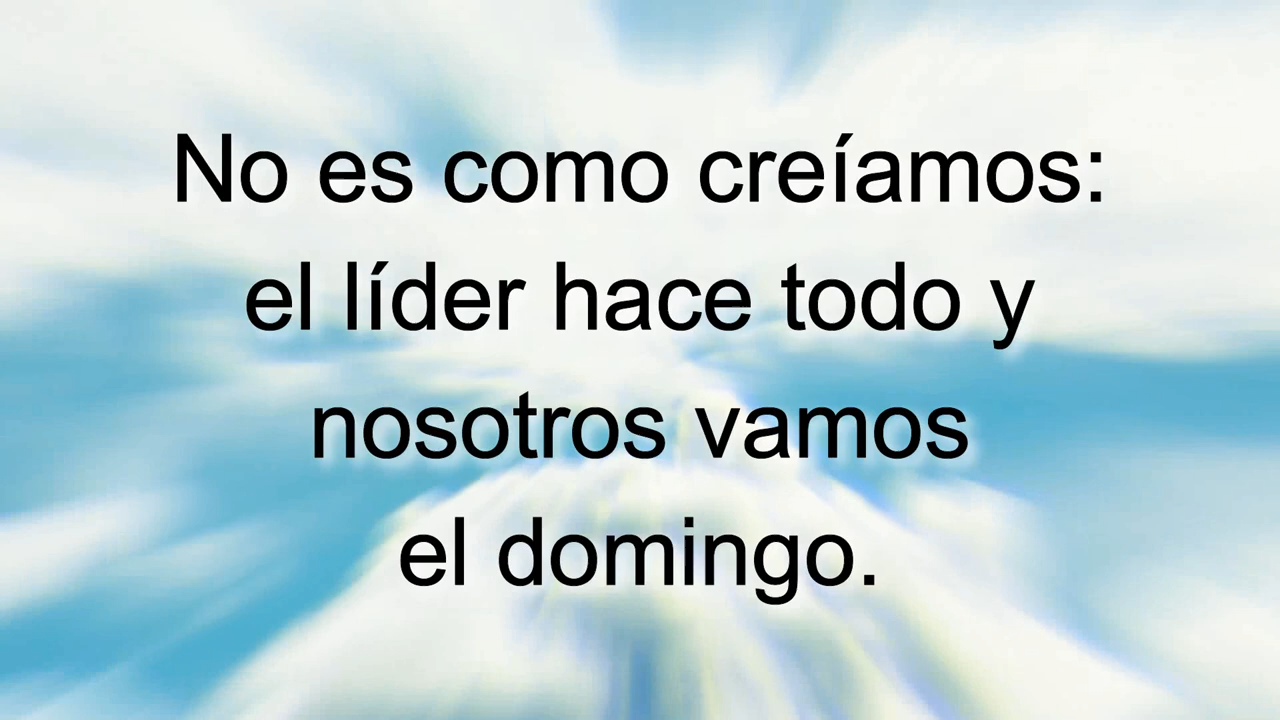 No es como creíamos:
el líder hace todo y
nosotros vamos
el domingo.